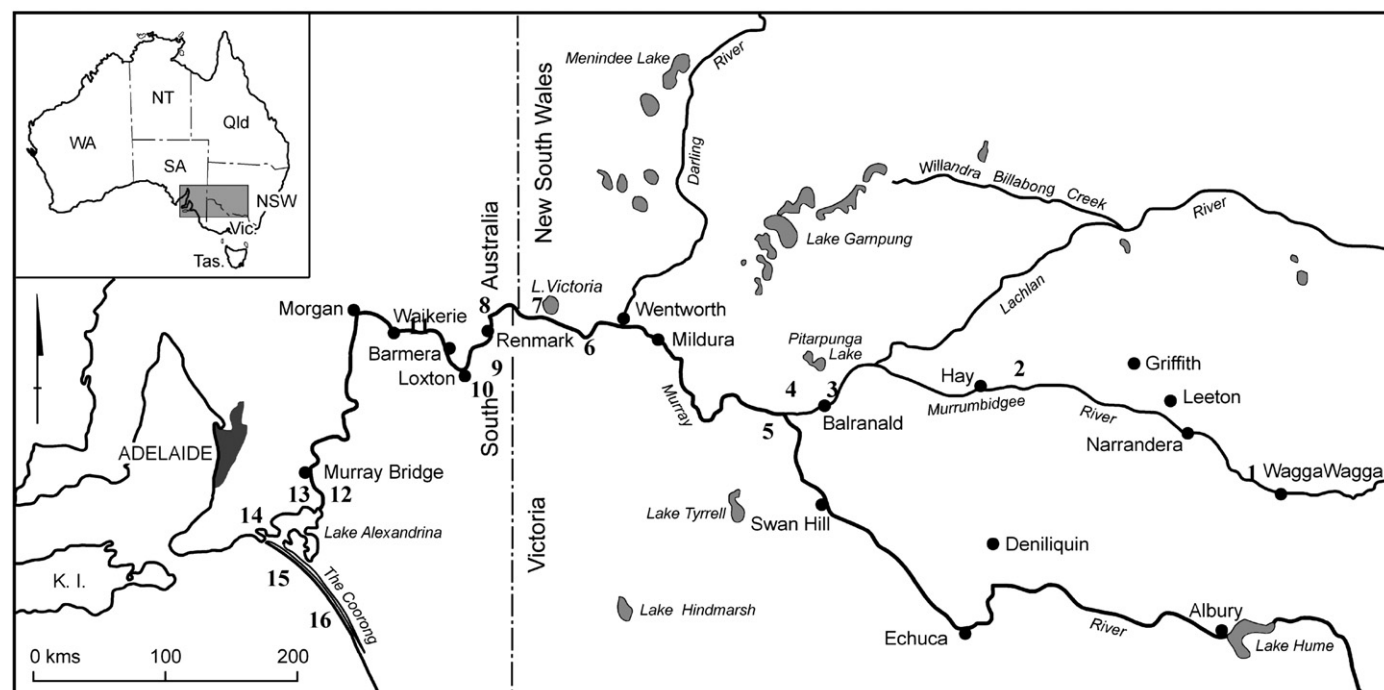 NT
Qld
WA
SA
NSW
Vic.
Tas.
Menindee Lake
River
New South Wales
Darling
Willandra Billabong Creek
River
Lake Garnpung
Lachlan
Australia
L.Victoria
Morgan
Waikerie
8
7
Wentworth
Barmera
Renmark
6
Mildura
Pitarpunga
Lake
Loxton
9
10
Griffith
Hay
2
4
3
Murray
Murrumbidgee
Leeton
South
5
Balranald
River
Narrandera
ADELAIDE
Murray Bridge
1
WaggaWagga
13
12
14
Lake Alexandrina
Lake Tyrrell
Swan Hill
Victoria
Deniliquin
K. I.
15
The Coorong
16
Lake Hindmarsh
Albury
Echuca
River
Lake Hume
0 kms
100
200